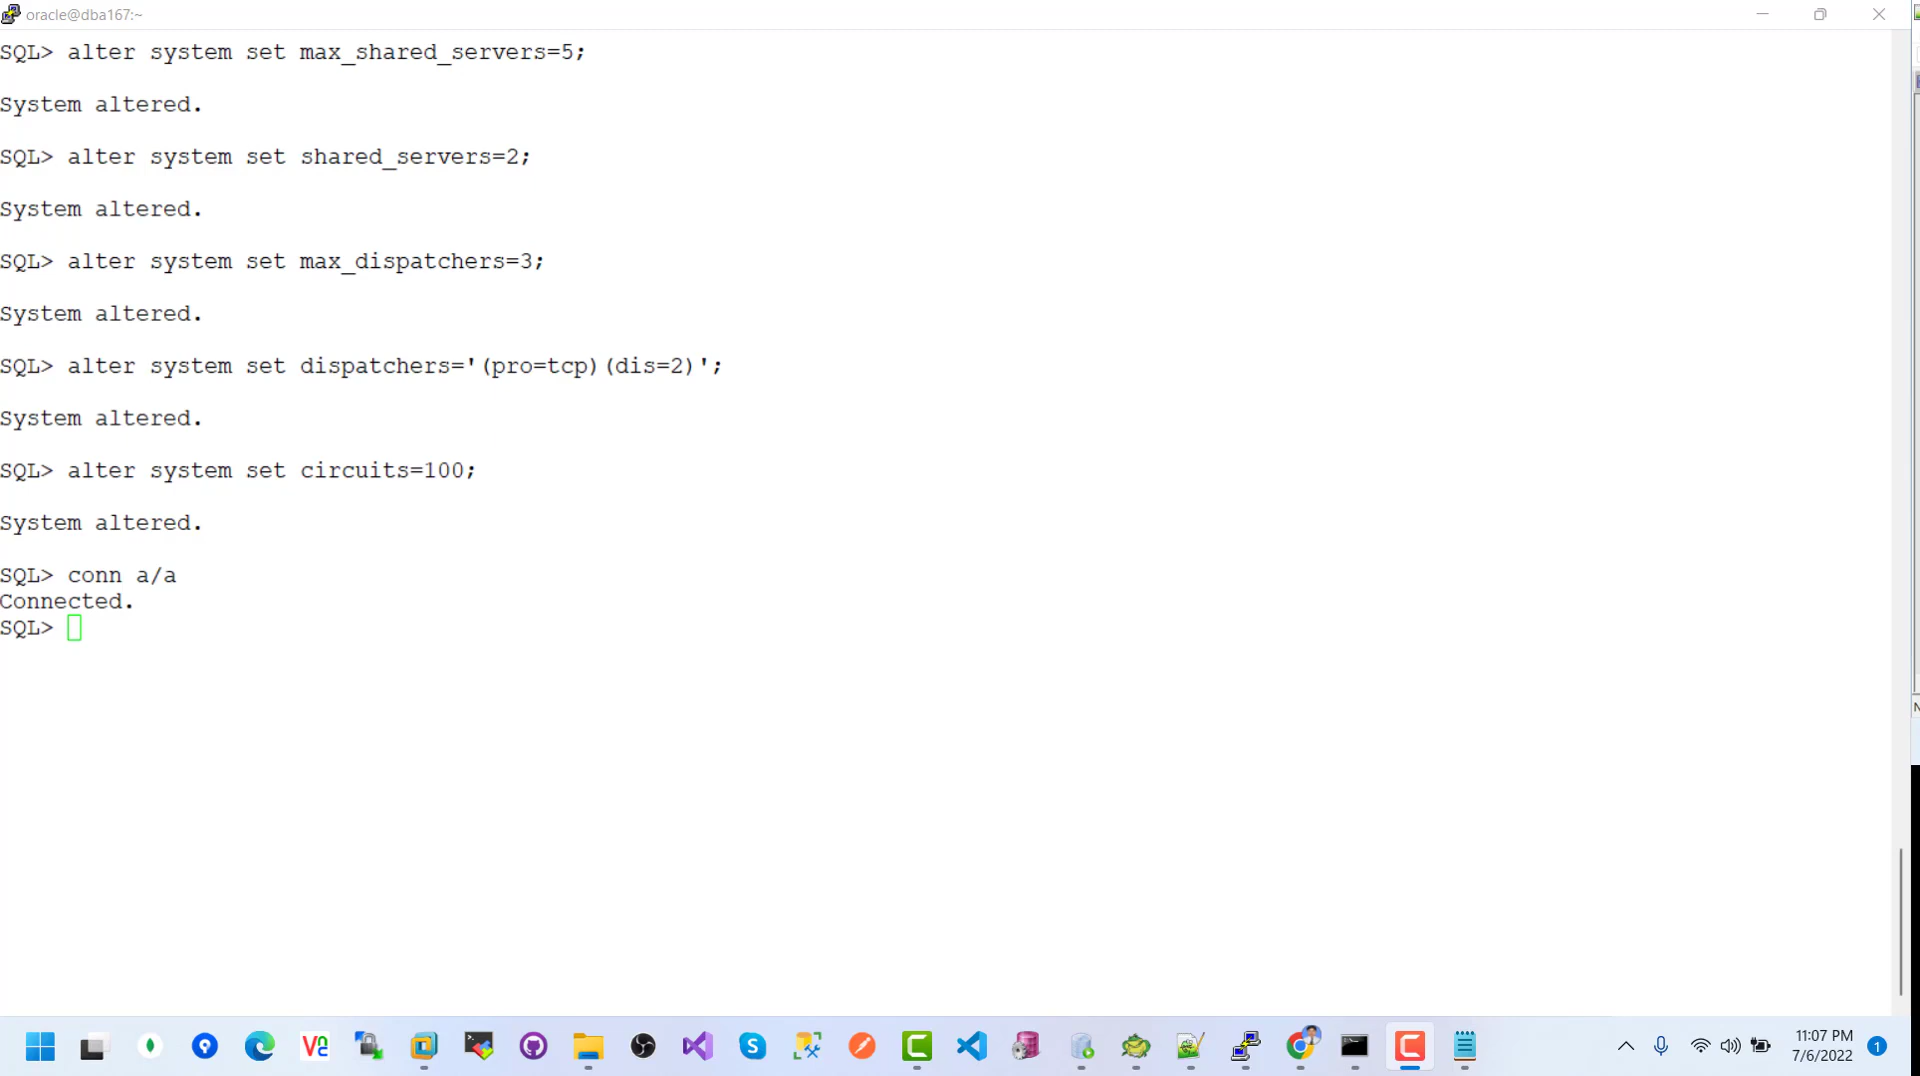 oracle@dba167:~
SQL> alter system set max_shared_servers=5;
System altered.
SQL> alter system set shared_servers=2;
System altered.
SQL> alter system set max_dispatchers=3;
System altered.
SQL> alter system set dispatchers='(pro=tcp)(dis=2)';
System altered.
SQL> alter system set circuits=100;
System altered.
SQL> conn a/a
Connected.
SQL>
11:07 PM
7/6/2022
1